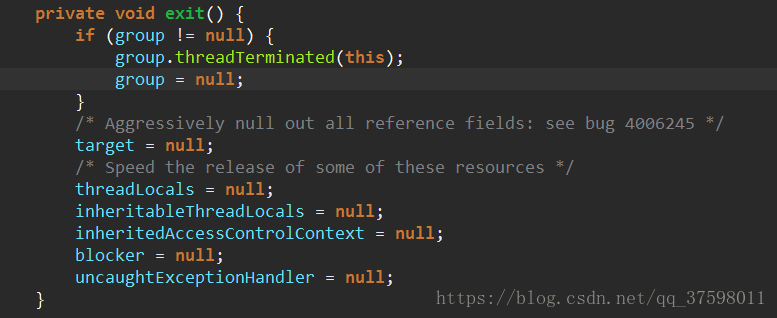 private void exit() {
    if (group != null) {
        group.threadTerminated(this);
        group = null;
    }
    /* Aggressively null out all reference fields: see bug 4006245 */
    target = null;
    /* Speed the release of some of these resources */
    threadLocals = null;
    inheritableThreadLocals = null;
    inheritedAccessControlContext = null;
    blocker = null;
    uncaughtExceptionHandler = null;
}
https://blog.csdn.net/qq_37598011